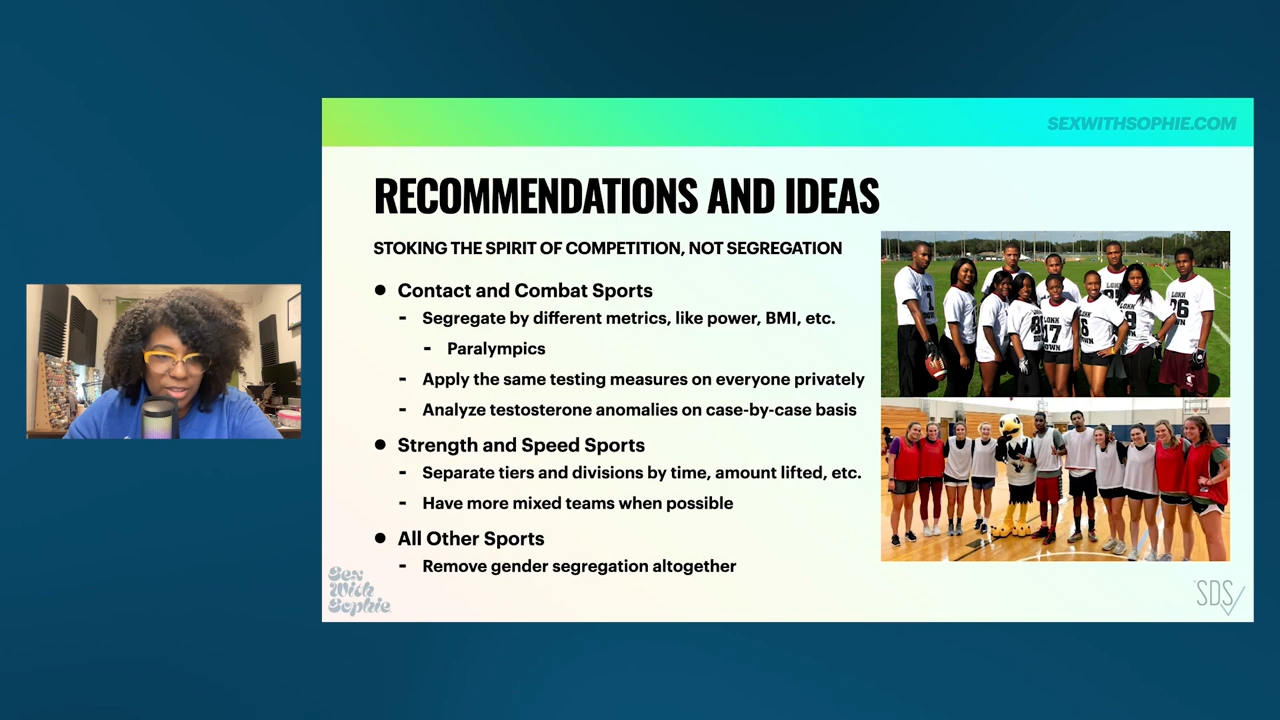 SEXWITHSOPHIE.COM
RECOMMENDATIONS AND IDEAS
STOKING THE SPIRIT OF COMPETITION, NOT SEGREGATION
● Contact and Combat Sports
- Segregate by different metrics, like power, BMI, etc.
- Paralympics
- Apply the same testing measures on everyone privately
- Analyze testosterone anomalies on case-by-case basis
● Strength and Speed Sports
- Separate tiers and divisions by time, amount lifted, etc.
- Have more mixed teams when possible
● All Other Sports
- Remove gender segregation altogether
Sex
With
Sophie
SDS